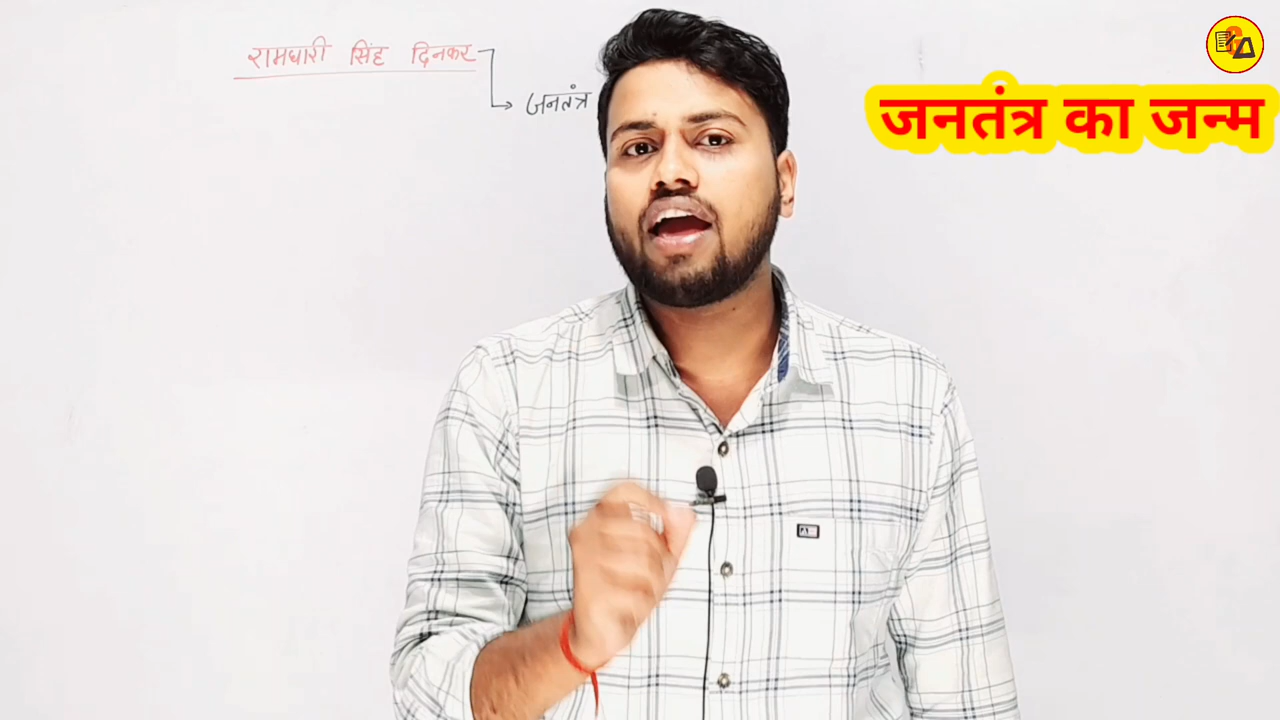 रामधारी सिंह दिनकर
जनतंत्र
जनतंत्र का जन्म